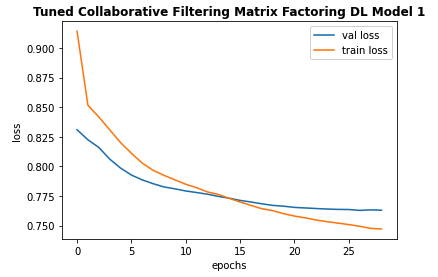 Tuned Collaborative Filtering Matrix Factoring DL Model 1
val loss
train loss
0.900
0.875
0.850
0.825
0.800
0.775
0.750
loss
0
5
10
15
20
25
epochs